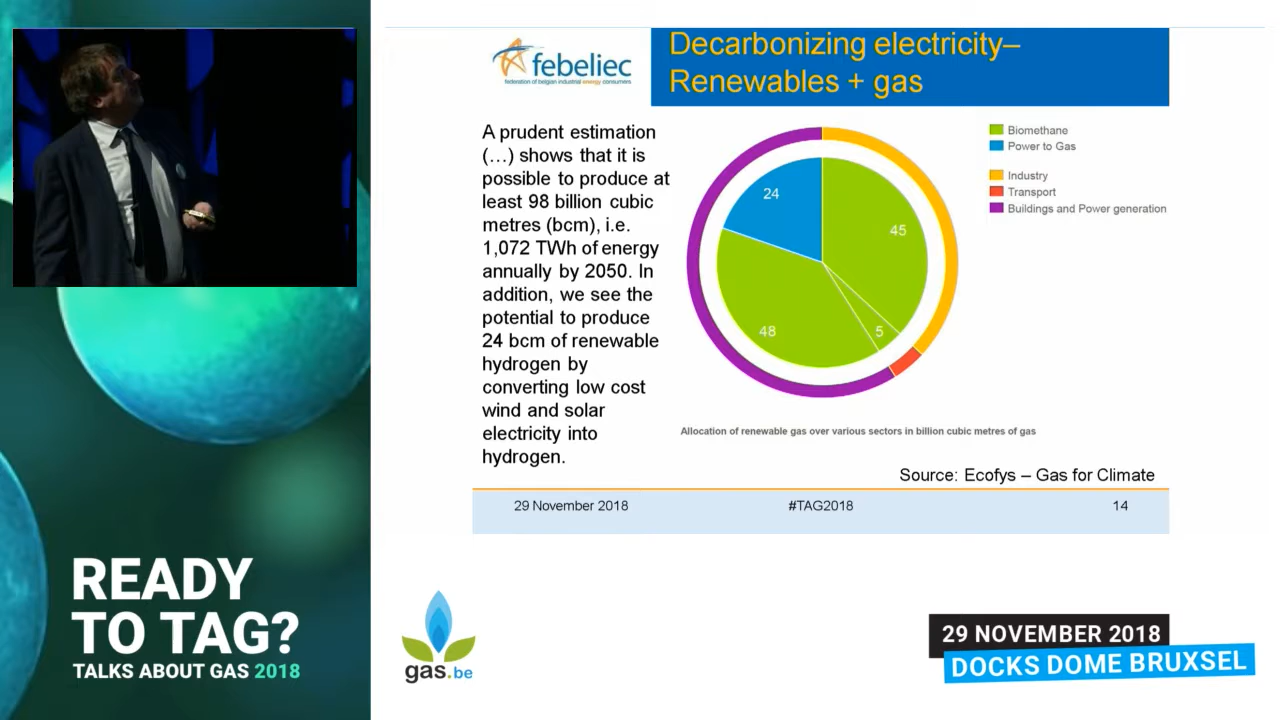 febeliec
federation of belgian industrial energy consumers
Decarbonizing electricity–
Renewables + gas
A prudent estimation
(…) shows that it is
possible to produce at
least 98 billion cubic
metres (bcm), i.e.
1,072 TWh of energy
annually by 2050. In
addition, we see the
potential to produce
24 bcm of renewable
hydrogen by
converting low cost
wind and solar
electricity into
hydrogen.
24
45
48
5
Biomethane
Power to Gas
Industry
Transport
Buildings and Power generation
Allocation of renewable gas over various sectors in billion cubic metres of gas
Source: Ecofys – Gas for Climate
29 November 2018
#TAG2018
14
READY
TO TAG?
TALKS ABOUT GAS 2018
gas.be
29 NOVEMBER 2018
DOCKS DOME BRUXSEL